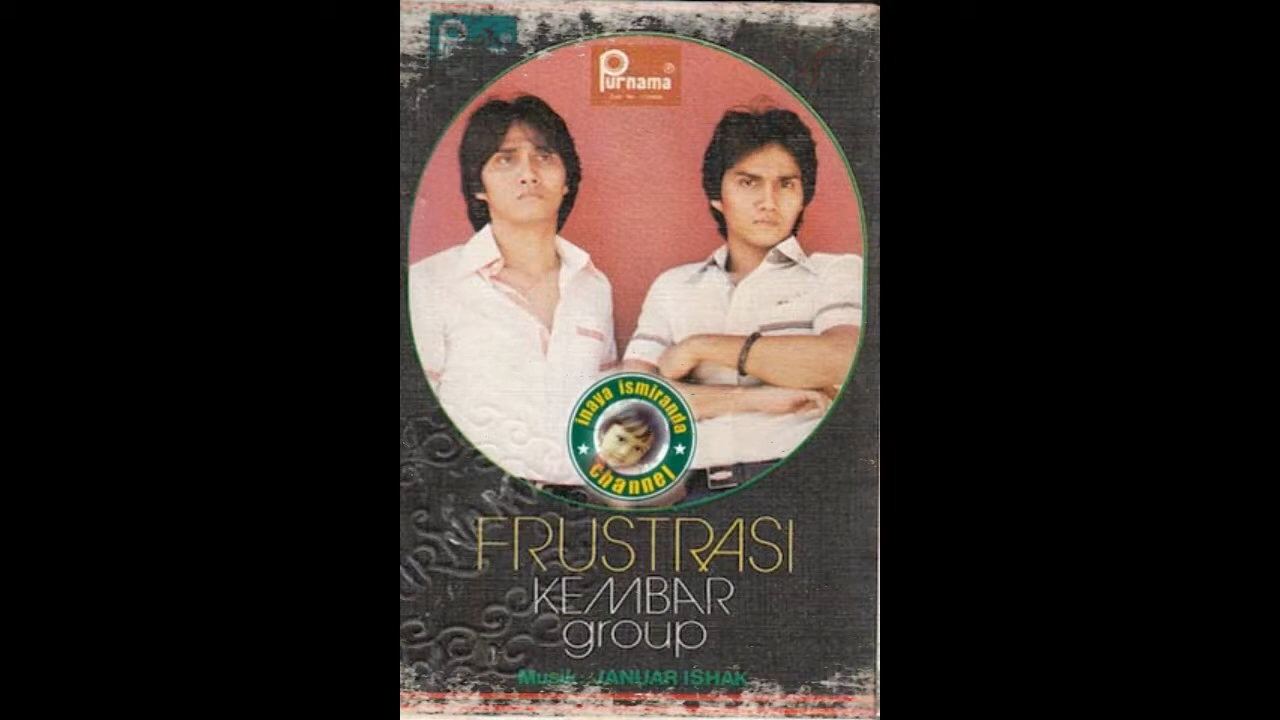 Purnama
inaya ismiranda
channel
FRUSTRASI
KEMBAR
group
Musik JANUAR ISHAK